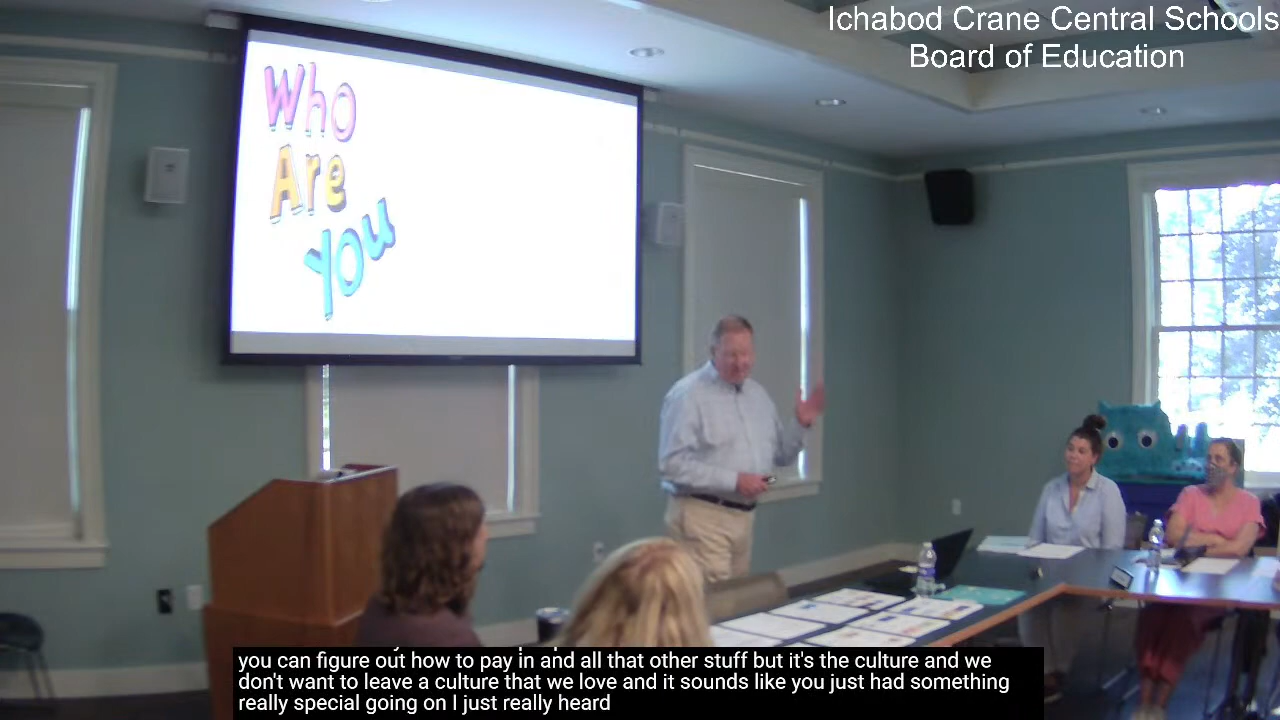 Ichabod Crane Central Schools
Board of Education
Who
Are
You
you can figure out how to pay in and all that other stuff but it's the culture and we
don't want to leave a culture that we love and it sounds like you just had something
really special going on I just really heard